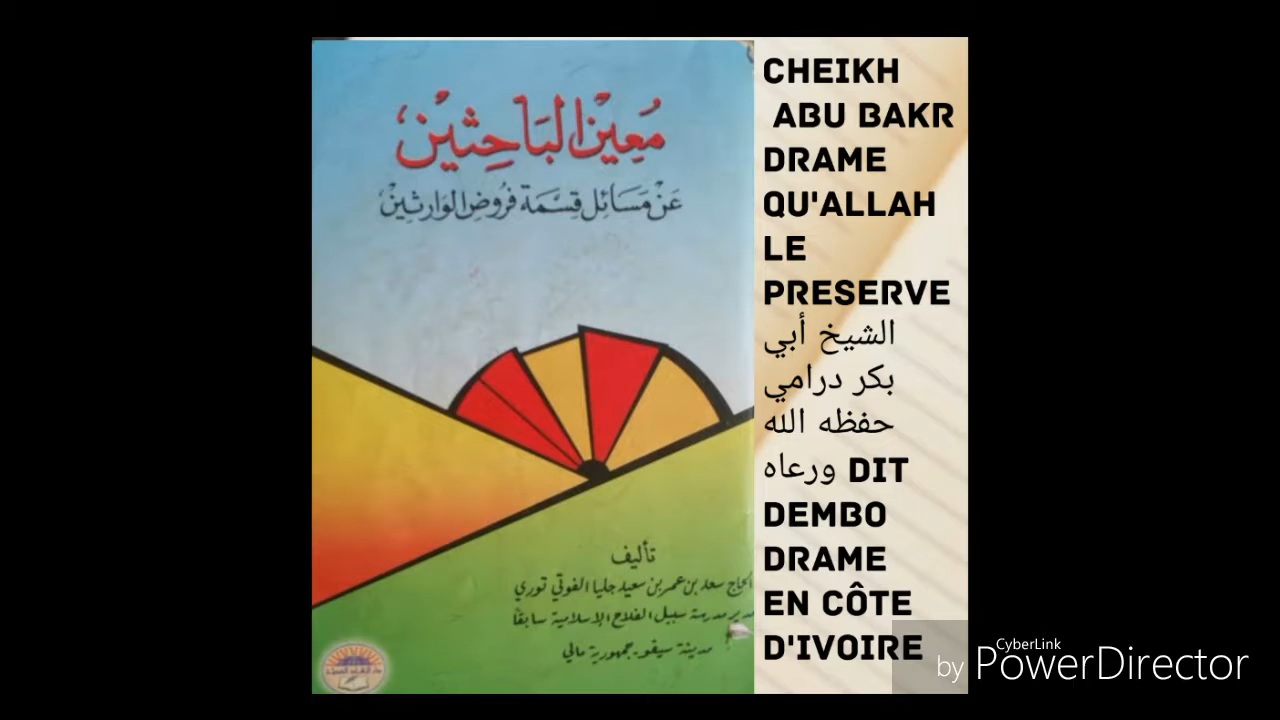 مُعِينُ البَاحِثِينَ
عَنْ مَسَائِل قِسْمَة فُرُوضِ الوَارِثِينَ
تأليف
الحاج سعد بن عمر بن سعيد جليا الفوتي توري
مدير مدرسة سبيل الفلاح الإسلامية سابقًا
مدينة سيقو - جمهورية مالي
CHEIKH
ABU BAKR
DRAME
QU'ALLAH
LE
PRESERVE
الشيخ أبي
بكر درامي
حفظه الله
ورعاه DIT
DEMBO
DRAME
EN CÔTE
D'IVOIRE
CyberLink
by PowerDirector